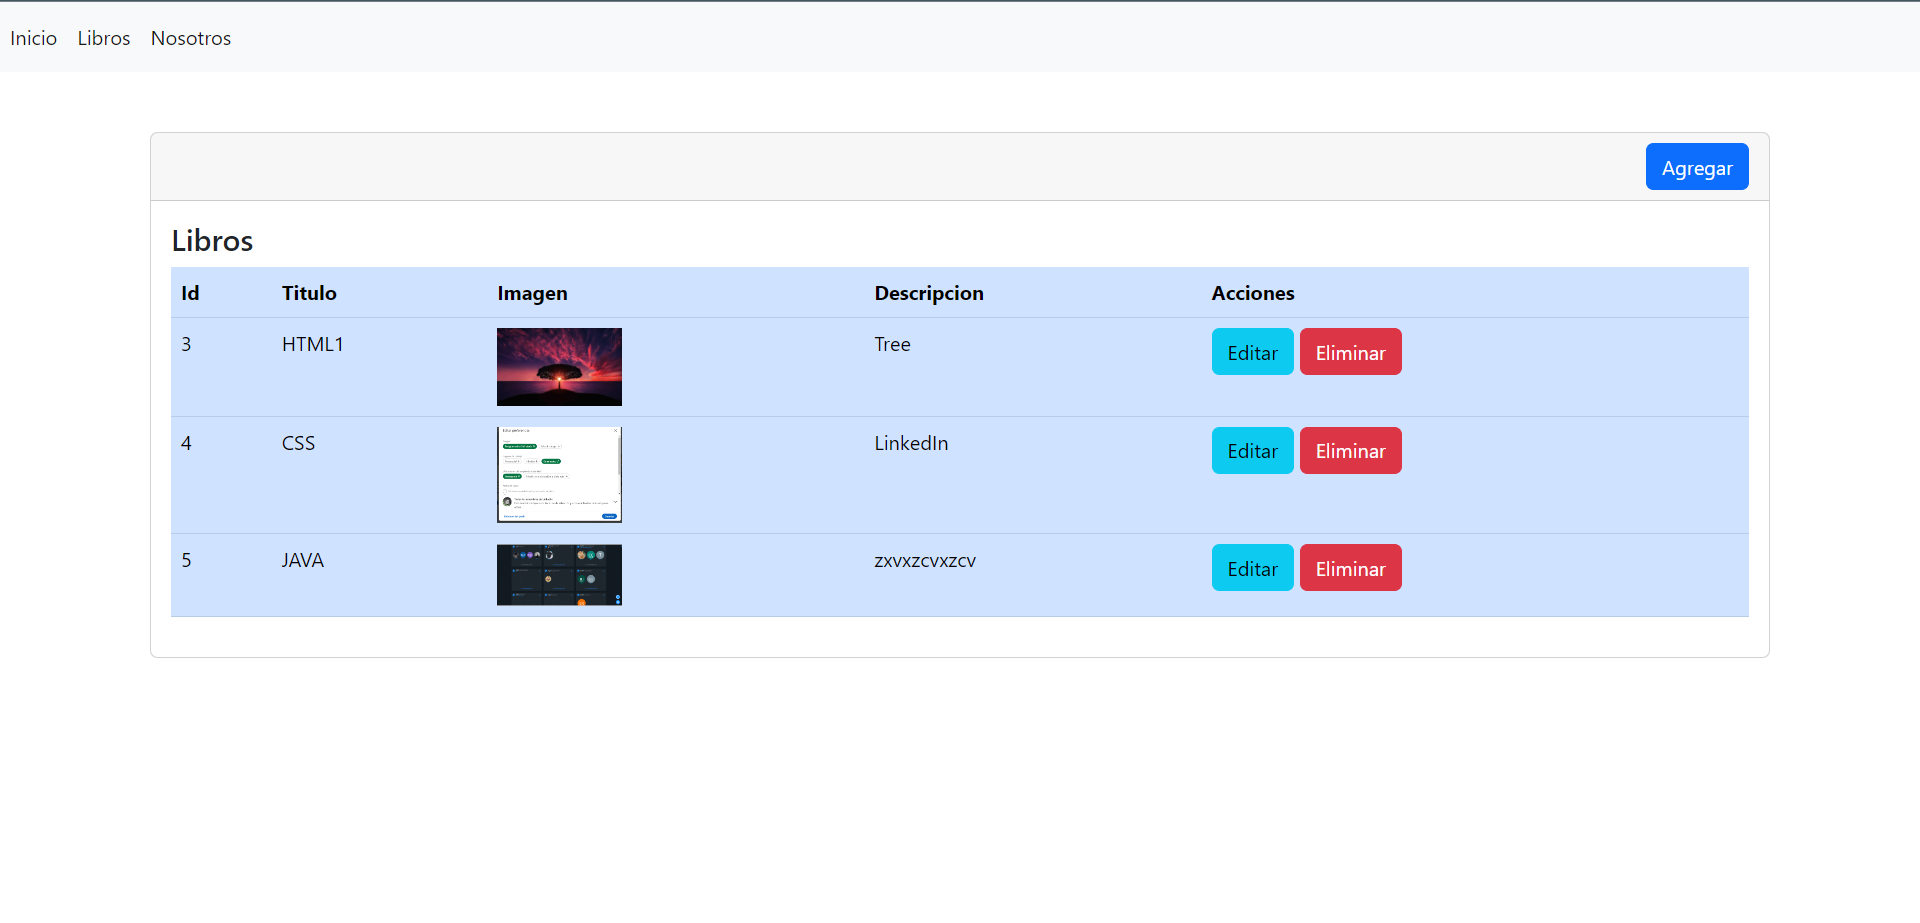 Inicio Libros Nosotros
Agregar
Libros
Id Titulo Imagen Descripcion Acciones
3 HTML1 Tree Editar Eliminar
4 CSS LinkedIn Editar Eliminar
5 JAVA zxvxzcvxzcv Editar Eliminar